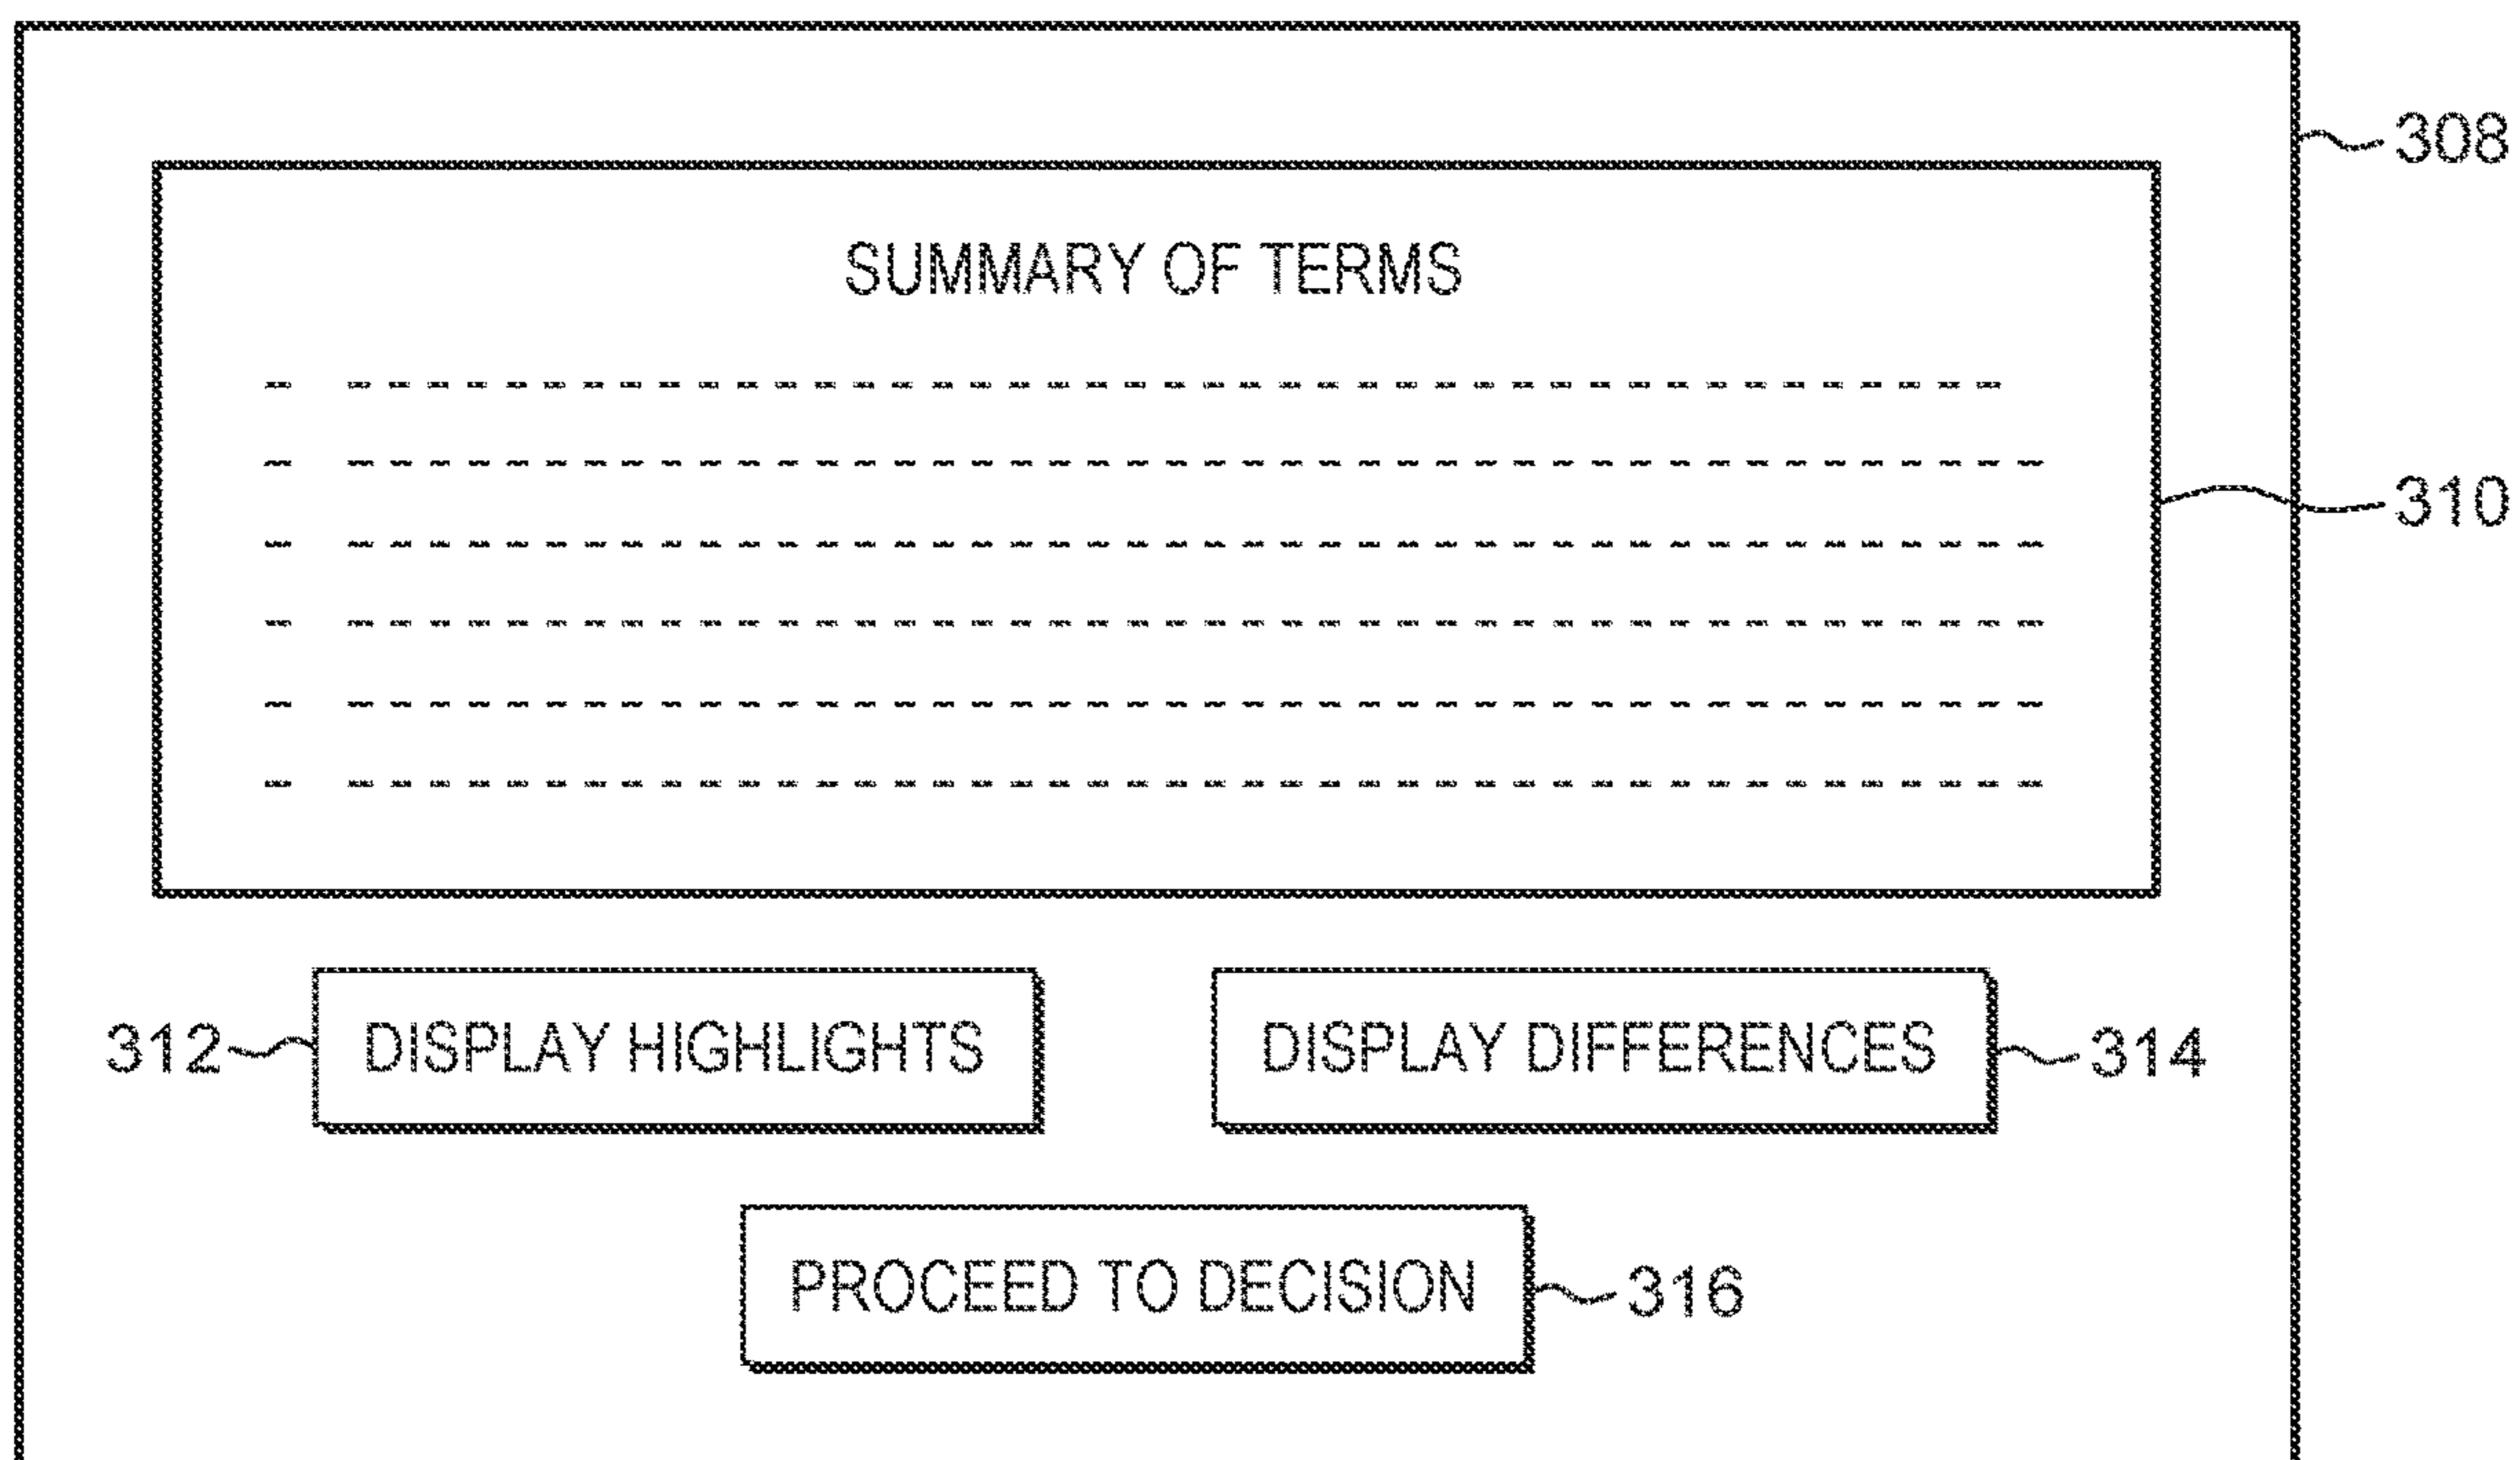 308
SUMMARY OF TERMS
310
312 DISPLAY HIGHLIGHTS DISPLAY DIFFERENCES 314
PROCEED TO DECISION 316